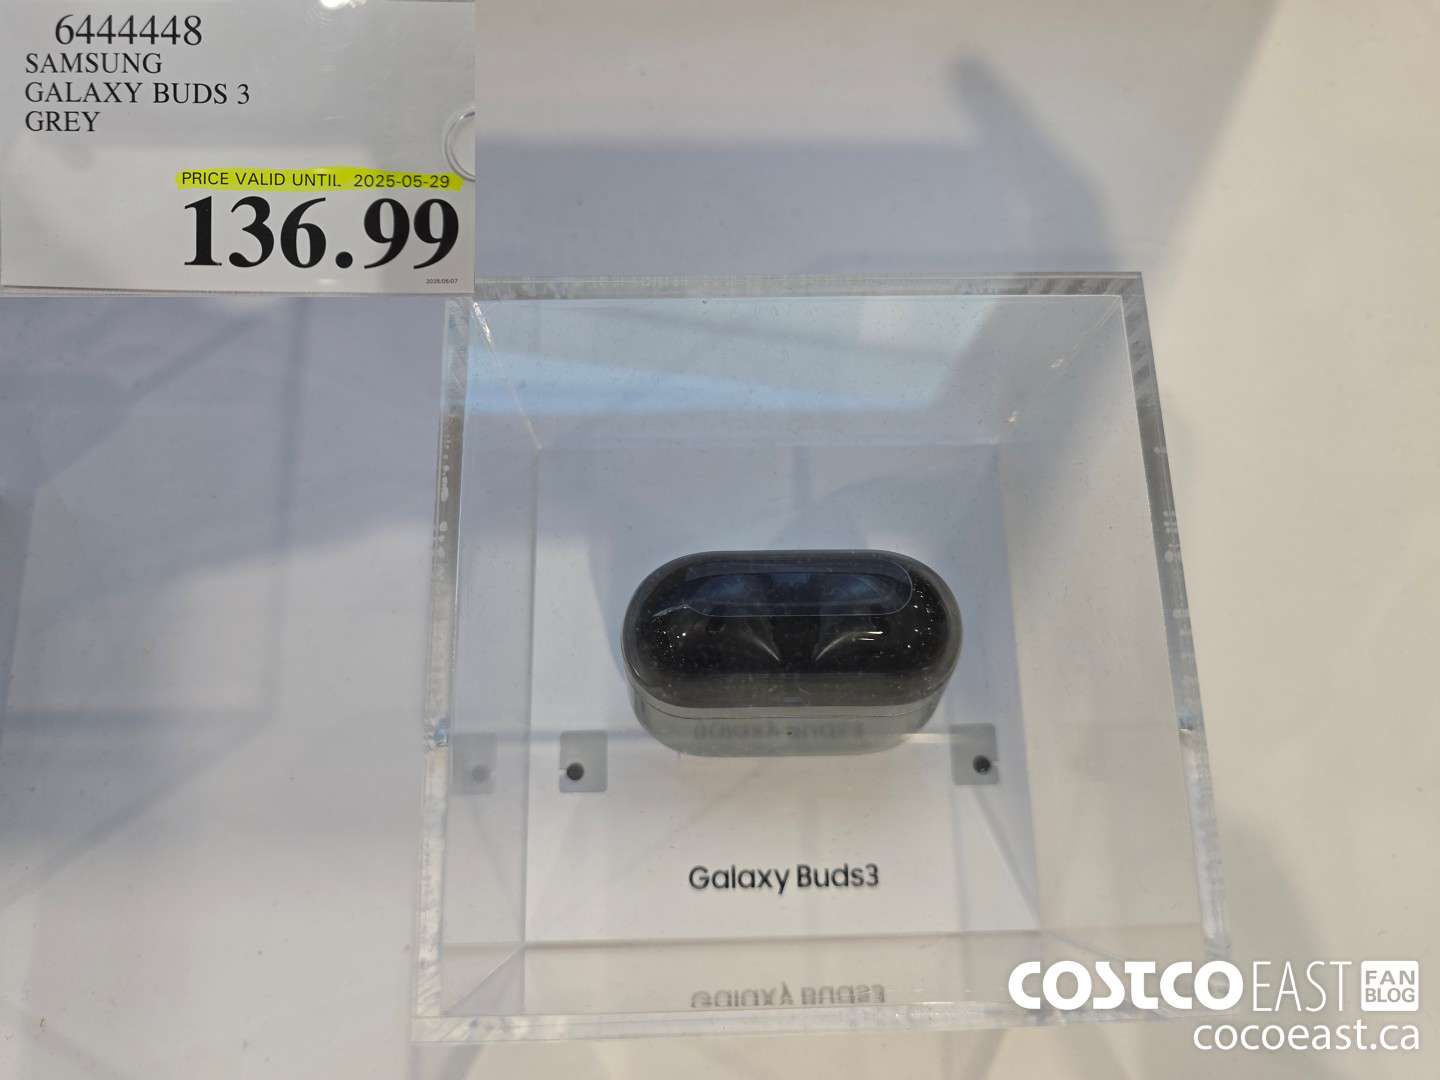 6444448
SAMSUNG
GALAXY BUDS 3
GREY
PRICE VALID UNTIL 2025-05-29
136.99
Galaxy Buds3
COSTCO EAST FAN BLOG
cocoeast.ca